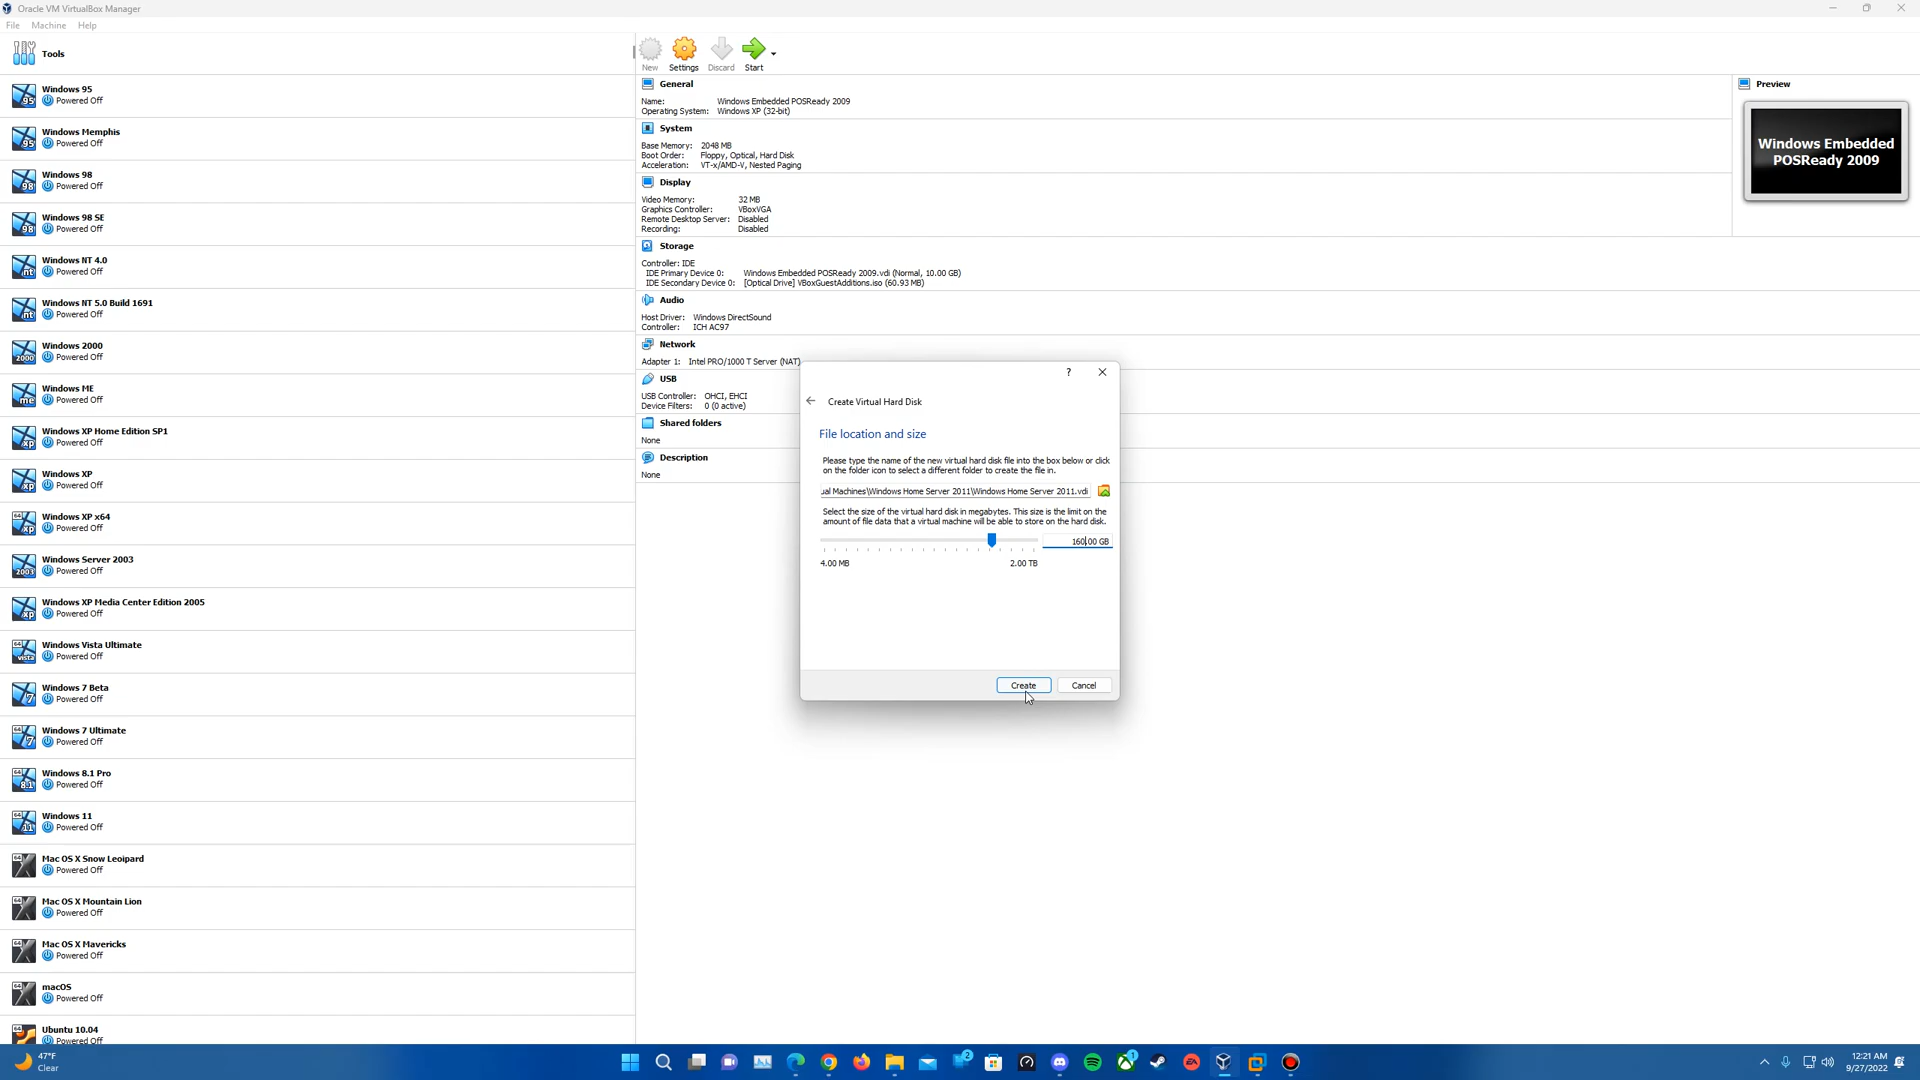 Oracle VM VirtualBox Manager
File Machine Help
Tools
Windows 95
Powered Off
Windows Memphis
Powered Off
Windows 98
Powered Off
Windows 98 SE
Powered Off
Windows NT 4.0
Powered Off
Windows NT 5.0 Build 1691
Powered Off
Windows 2000
Powered Off
Windows ME
Powered Off
Windows XP Home Edition SP1
Powered Off
Windows XP
Powered Off
Windows XP x64
Powered Off
Windows Server 2003
Powered Off
Windows XP Media Center Edition 2005
Powered Off
Windows Vista Ultimate
Powered Off
Windows 7 Beta
Powered Off
Windows 7 Ultimate
Powered Off
Windows 8.1 Pro
Powered Off
Windows 11
Powered Off
Mac OS X Snow Leoipard
Powered Off
Mac OS X Mountain Lion
Powered Off
Mac OS X Mavericks
Powered Off
macOS
Powered Off
Ubuntu 10.04
Powered Off
New Settings Discard Start
General
Name: Windows Embedded POSReady 2009
Operating System: Windows XP (32-bit)
System
Base Memory: 2048 MB
Boot Order: Floppy, Optical, Hard Disk
Acceleration: VT-x/AMD-V, Nested Paging
Display
Video Memory: 32 MB
Graphics Controller: VBoxVGA
Remote Desktop Server: Disabled
Recording: Disabled
Storage
Controller: IDE
IDE Primary Device 0: Windows Embedded POSReady 2009.vdi (Normal, 10.00 GB)
IDE Secondary Device 0: [Optical Drive] VBoxGuestAdditions.iso (60.93 MB)
Audio
Host Driver: Windows DirectSound
Controller: ICH AC97
Network
Adapter 1: Intel PRO/1000 T Server (NAT)
USB
USB Controller: OHCI, EHCI
Device Filters: 0 (0 active)
Shared folders
None
Description
None
Preview
Windows Embedded
POSReady 2009
?
Create Virtual Hard Disk
File location and size
Please type the name of the new virtual hard disk file into the box below or click
on the folder icon to select a different folder to create the file in.
ual Machines\Windows Home Server 2011\Windows Home Server 2011.vdi
Select the size of the virtual hard disk in megabytes. This size is the limit on the
amount of file data that a virtual machine will be able to store on the hard disk.
160.00 GB
4.00 MB 2.00 TB
Create Cancel
47°F
Clear
12:21 AM
9/27/2022